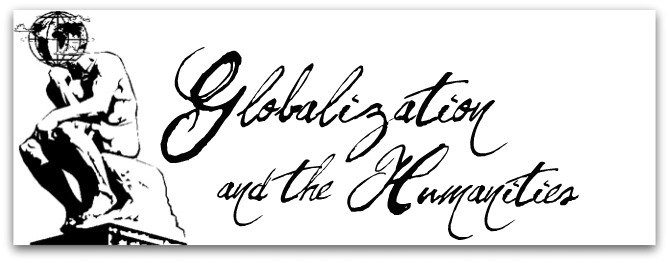 Globalization
and the Humanities